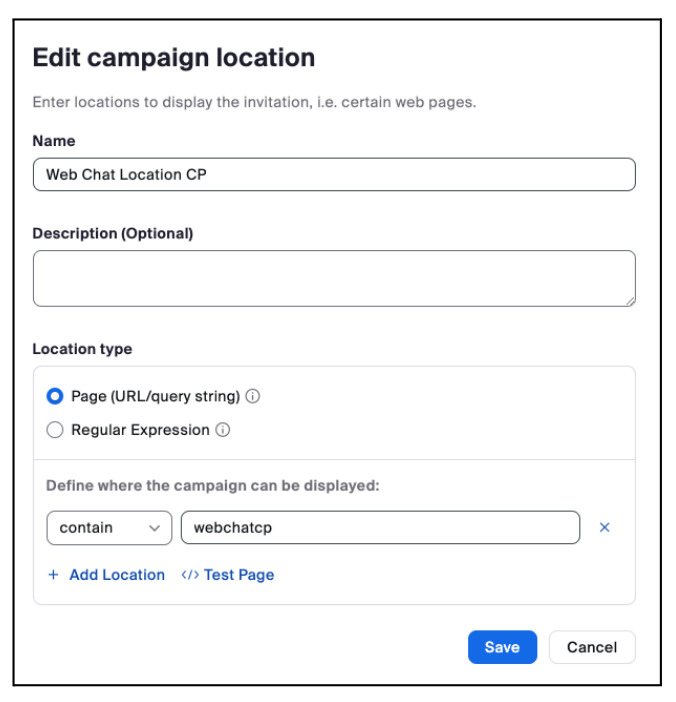 Edit campaign location
Enter locations to display the invitation, i.e. certain web pages.
Name
Web Chat Location CP
Description (Optional)
Location type
Page (URL/query string)
Regular Expression
Define where the campaign can be displayed:
contain webchatcp
+ Add Location </> Test Page
Save Cancel